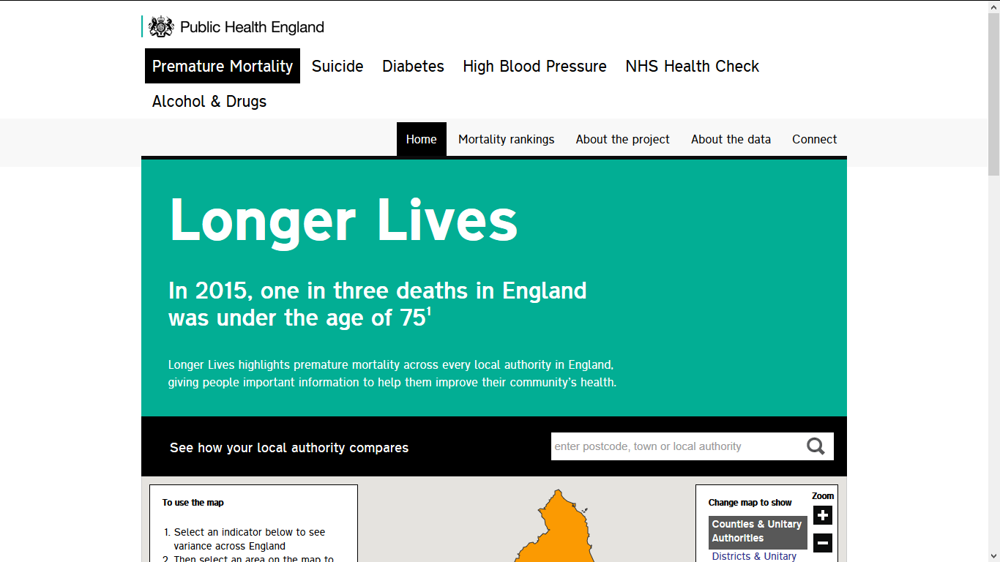 Public Health England
Premature Mortality Suicide Diabetes High Blood Pressure NHS Health Check
Alcohol & Drugs
Home Mortality rankings About the project About the data Connect
Longer Lives
In 2015, one in three deaths in England
was under the age of 75¹
Longer Lives highlights premature mortality across every local authority in England,
giving people important information to help them improve their community’s health.
See how your local authority compares
enter postcode, town or local authority
To use the map
1. Select an indicator below to see
variance across England
2. Then select an area on the map to
Change map to show
Counties & Unitary
Authorities
Districts & Unitary
Zoom